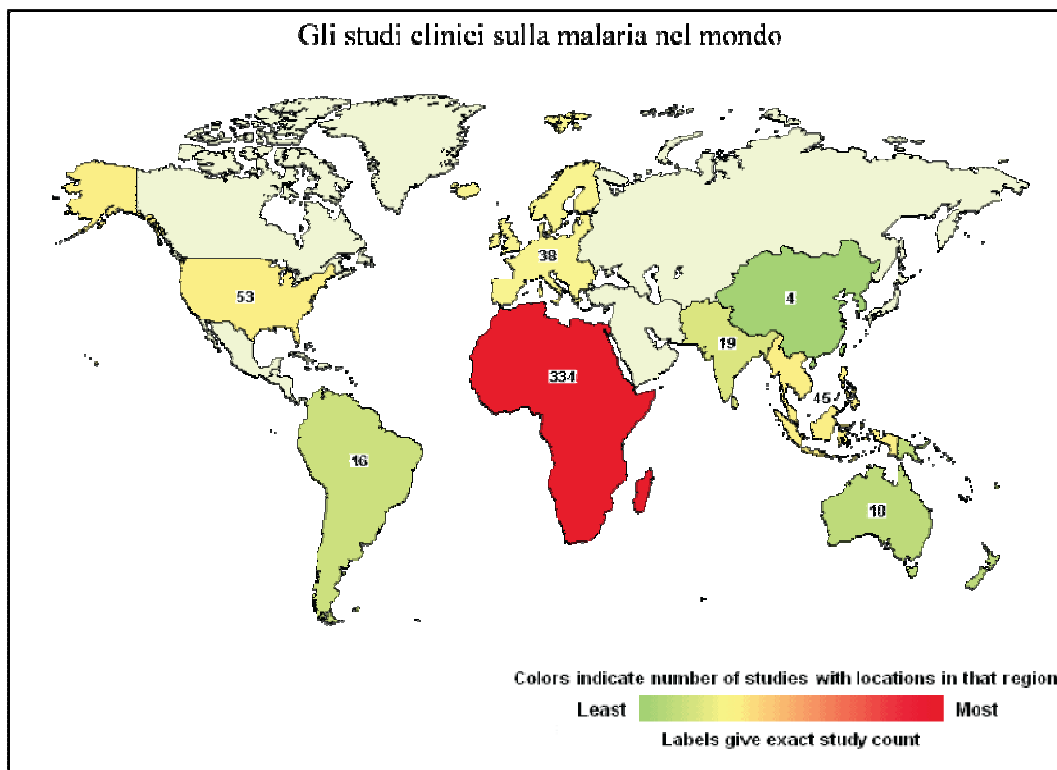 Gli studi clinici sulla malaria nel mondo
38
53
4
19
334
45
16
10
Colors indicate number of studies with locations in that region
Least Most
Labels give exact study count